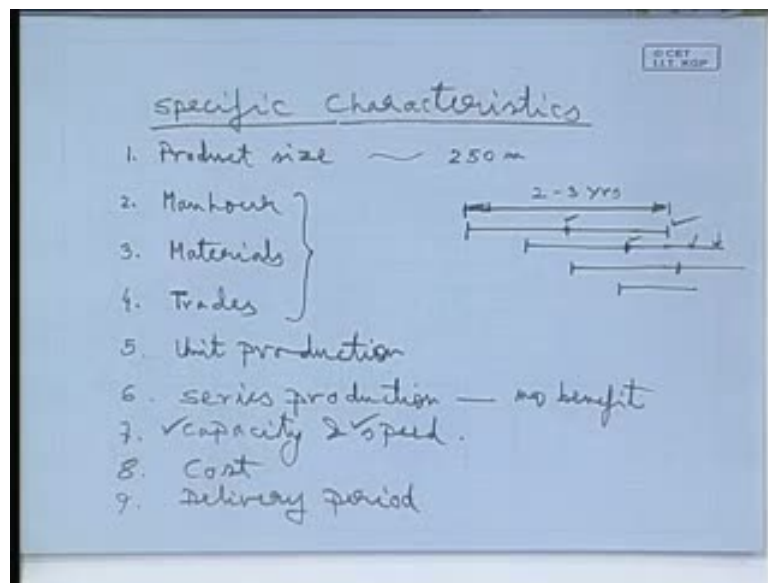 © CET
I.I.T. KGP
Specific Characteristics
1. Product size ~ 250 m
2. Manhour
3. Materials
4. Trades
2-3 yrs
5. Unit production
6. series production — no benefit
7. ✓capacity & ✓speed.
8. Cost
9. Delivery period